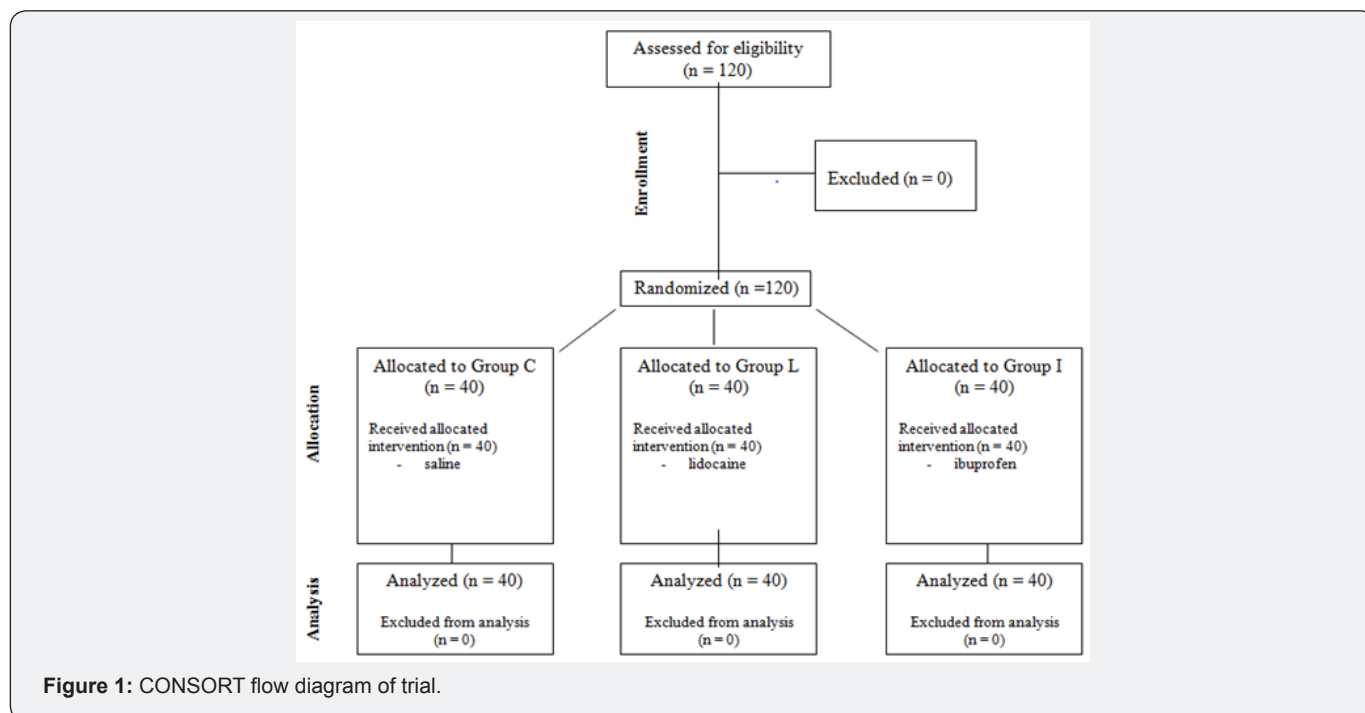 Assessed for eligibility
(n = 120)
Enrollment
Excluded (n = 0)
Randomized (n =120)
Allocation
Allocated to Group C
(n = 40)
Received allocated
intervention (n = 40)
- saline
Allocated to Group L
(n = 40)
Received allocated
intervention (n = 40)
- lidocaine
Allocated to Group I
(n = 40)
Received allocated
intervention (n = 40)
- ibuprofen
Analysis
Analyzed (n = 40)
Excluded from analysis
(n = 0)
Analyzed (n = 40)
Excluded from analysis
(n = 0)
Analyzed (n = 40)
Excluded from analysis
(n = 0)
Figure 1: CONSORT flow diagram of trial.